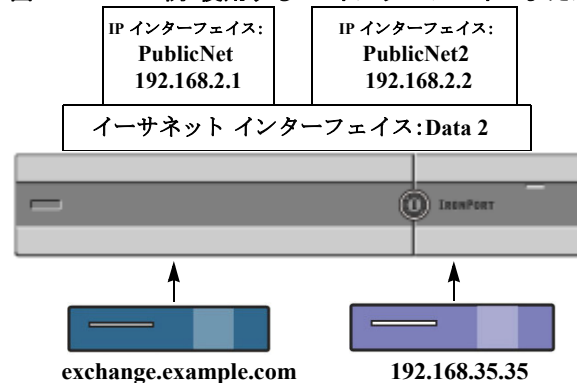 IP インターフェイス:
PublicNet
192.168.2.1
IP インターフェイス:
PublicNet2
192.168.2.2
イーサネット インターフェイス:Data 2
IRONPORT
exchange.example.com
192.168.35.35